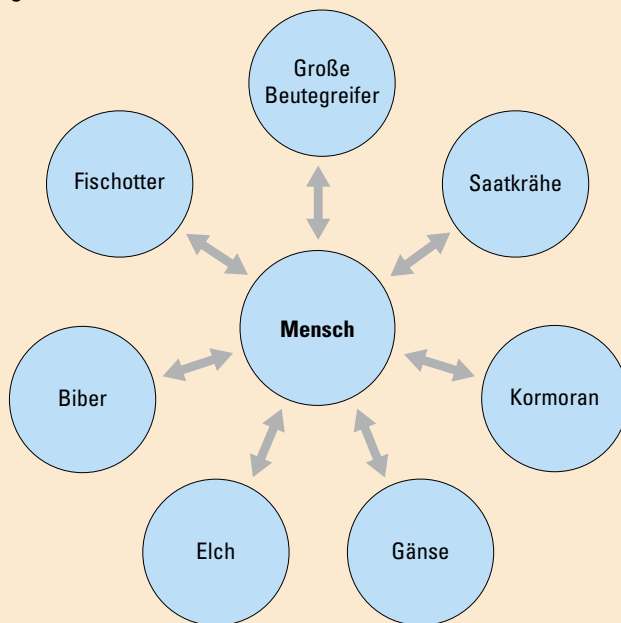 Große
Beutegreifer
Fischotter
Saatkrähe
Mensch
Biber
Kormoran
Elch
Gänse